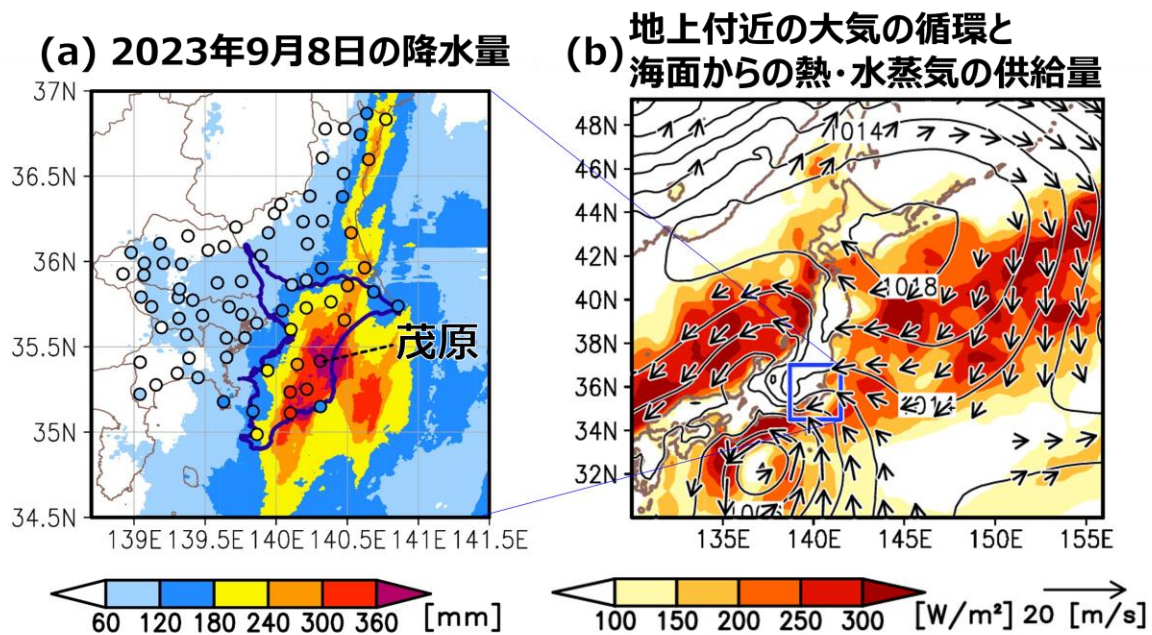 (a) 2023年9月8日の降水量
37N
36.5N
36N
35.5N
35N
34.5N
139E 139.5E 140E 140.5E 141E 141.5E
茂原
60 120 180 240 300 360 [mm]
(b) 地上付近の大気の循環と
海面からの熱・水蒸気の供給量
48N
46N
44N
42N
40N
38N
36N
34N
32N
135E 140E 145E 150E 155E
1014
1018
1014
100 150 200 250 300 [W/m²] 20 [m/s]